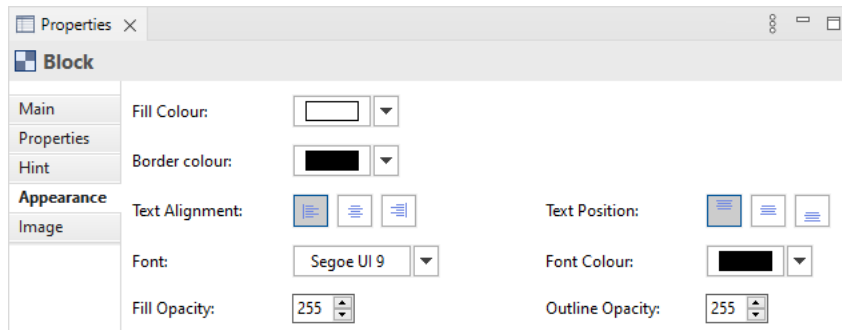 Properties
Block
Main
Properties
Hint
Appearance
Image
Fill Colour:
Border colour:
Text Alignment:
Text Position:
Font: Segoe UI 9
Font Colour:
Fill Opacity: 255
Outline Opacity: 255